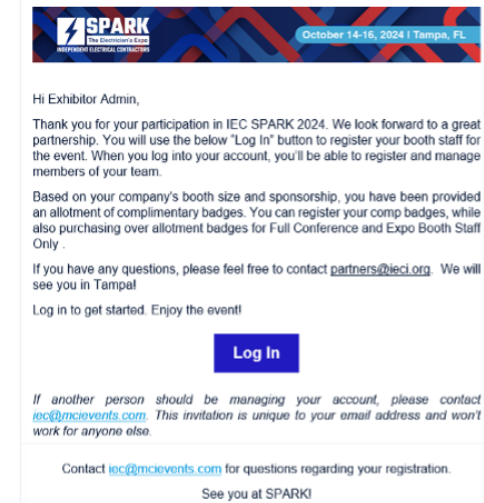 SPARK
The Electrician's Expo
INDEPENDENT ELECTRICAL CONTRACTORS
October 14-16, 2024 | Tampa, FL
Hi Exhibitor Admin,
Thank you for your participation in IEC SPARK 2024. We look forward to a great
partnership. You will use the below "Log In" button to register your booth staff for
the event. When you log into your account, you'll be able to register and manage
members of your team.
Based on your company's booth size and sponsorship, you have been provided
an allotment of complimentary badges. You can register your comp badges, while
also purchasing over allotment badges for Full Conference and Expo Booth Staff
Only .
If you have any questions, please feel free to contact partners@ieci.org. We will
see you in Tampa!
Log in to get started. Enjoy the event!
Log In
If another person should be managing your account, please contact
iec@mcievents.com. This invitation is unique to your email address and won't
work for anyone else.
Contact iec@mcievents.com for questions regarding your registration.
See you at SPARK!